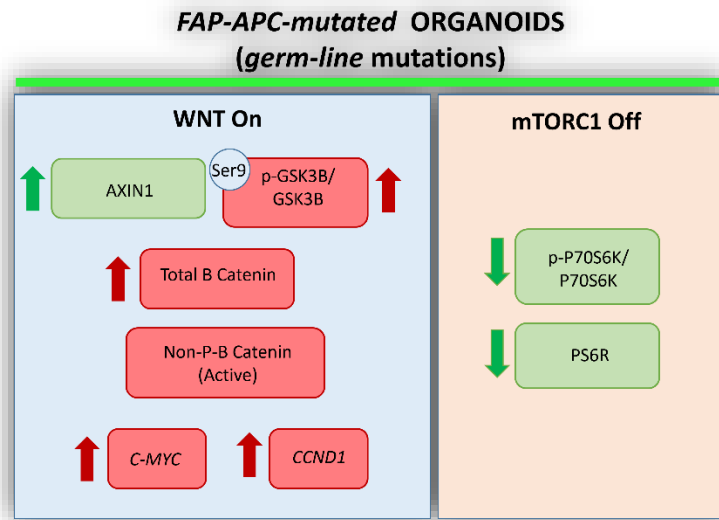 FAP-APC-mutated ORGANOIDS
(germ-line mutations)
WNT On
AXIN1
Ser9
p-GSK3B/
GSK3B
Total B Catenin
Non-P-B Catenin
(Active)
C-MYC
CCND1
mTORC1 Off
p-P70S6K/
P70S6K
PS6R